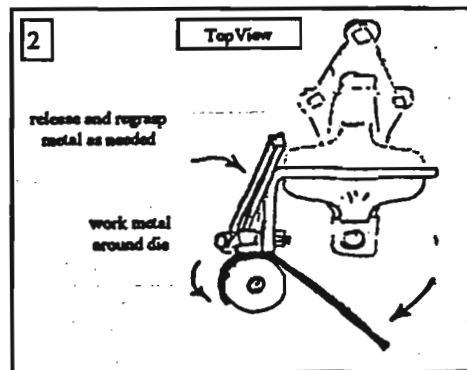 2
Top View
release and regrasp
metal as needed
work metal
around die